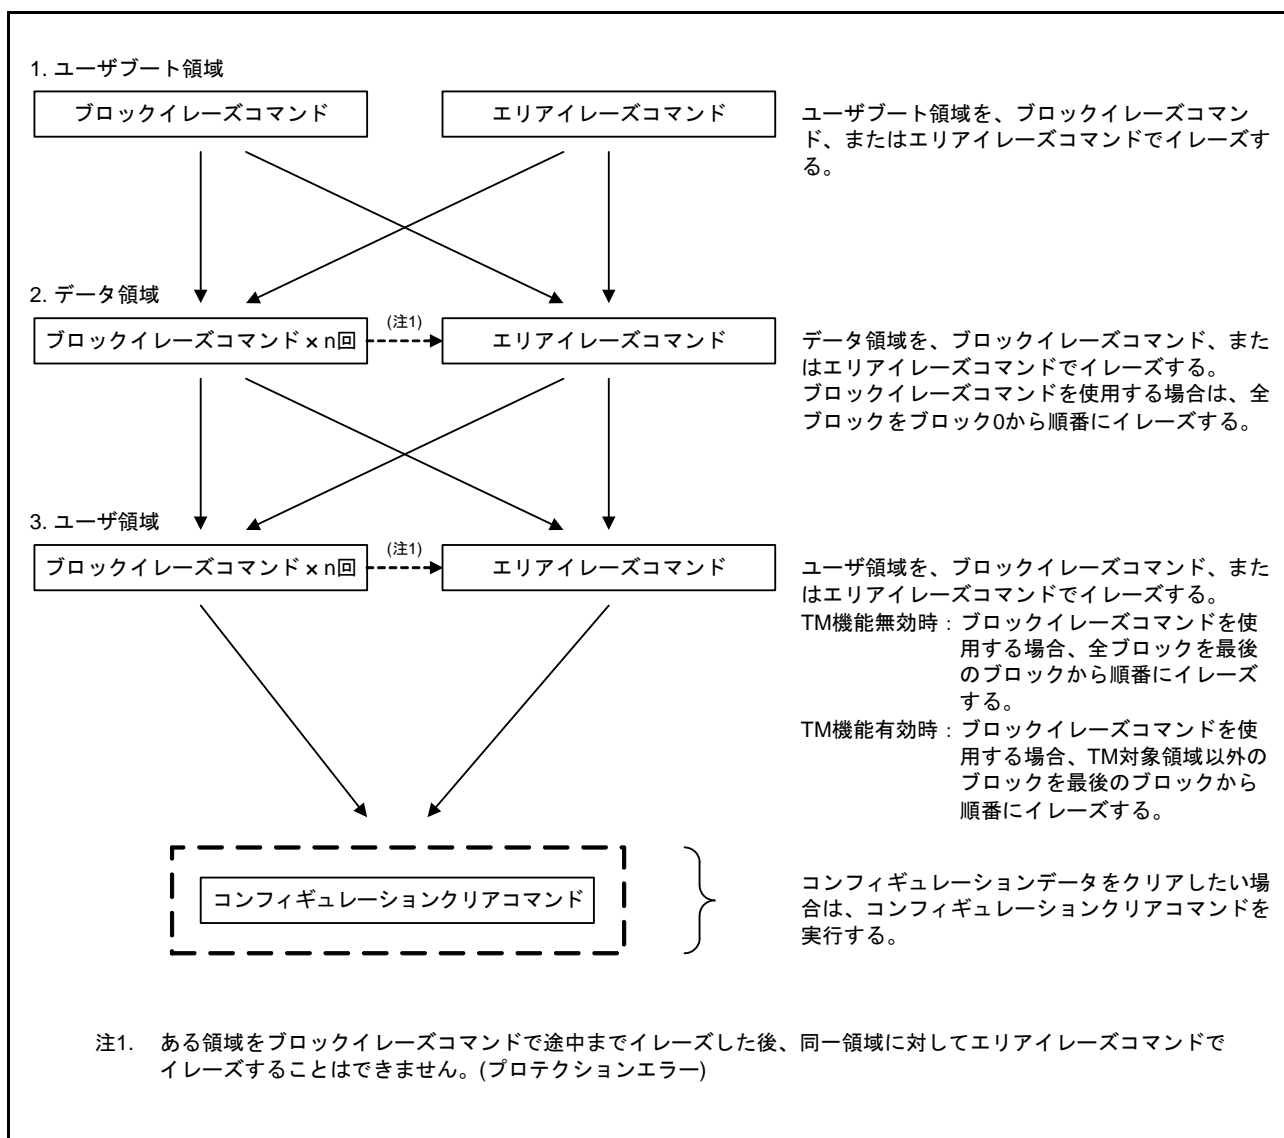 1. ユーザブート領域
ブロックイレーズコマンド
エリアイレーズコマンド
ユーザブート領域を、ブロックイレーズコマン
ド、またはエリアイレーズコマンドでイレーズす
る。
2. データ領域
ブロックイレーズコマンド×n回
(注1)
エリアイレーズコマンド
データ領域を、ブロックイレーズコマンド、また
はエリアイレーズコマンドでイレーズする。
ブロックイレーズコマンドを使用する場合は、全
ブロックをブロック0から順番にイレーズする。
3. ユーザ領域
ブロックイレーズコマンド×n回
(注1)
エリアイレーズコマンド
ユーザ領域を、ブロックイレーズコマンド、また
はエリアイレーズコマンドでイレーズする。
TM機能無効時：ブロックイレーズコマンドを使
用する場合、全ブロックを最後
のブロックから順番にイレーズ
する。
TM機能有効時：ブロックイレーズコマンドを使
用する場合、TM対象領域以外の
ブロックを最後のブロックから
順番にイレーズする。
コンフィギュレーションクリアコマンド
コンフィギュレーションデータをクリアしたい場
合は、コンフィギュレーションクリアコマンドを
実行する。
注1. ある領域をブロックイレーズコマンドで途中までイレーズした後、同一領域に対してエリアイレーズコマンドで
イレーズすることはできません。(プロテクションエラー)